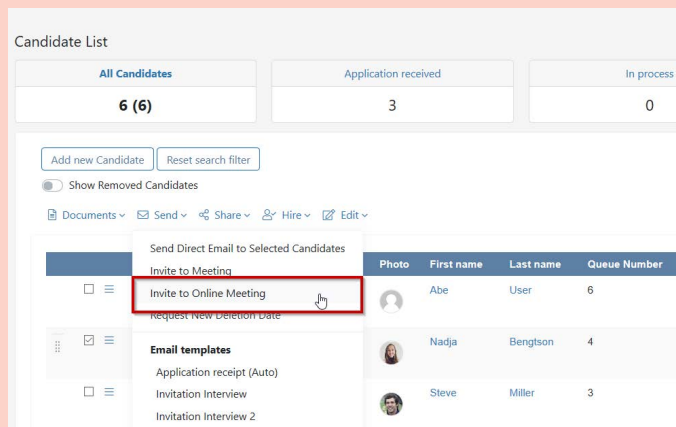 Candidate List
All Candidates
Application received
In process
6 (6)
3
0
Add new Candidate
Reset search filter
Show Removed Candidates
Documents
Send
Share
Hire
Edit
Send Direct Email to Selected Candidates
Invite to Meeting
Invite to Online Meeting
Request New Deletion Date
Email templates
Application receipt (Auto)
Invitation Interview
Invitation Interview 2
Photo First name Last name Queue Number
Abe User 6
Nadja Bengtson 4
Steve Miller 3